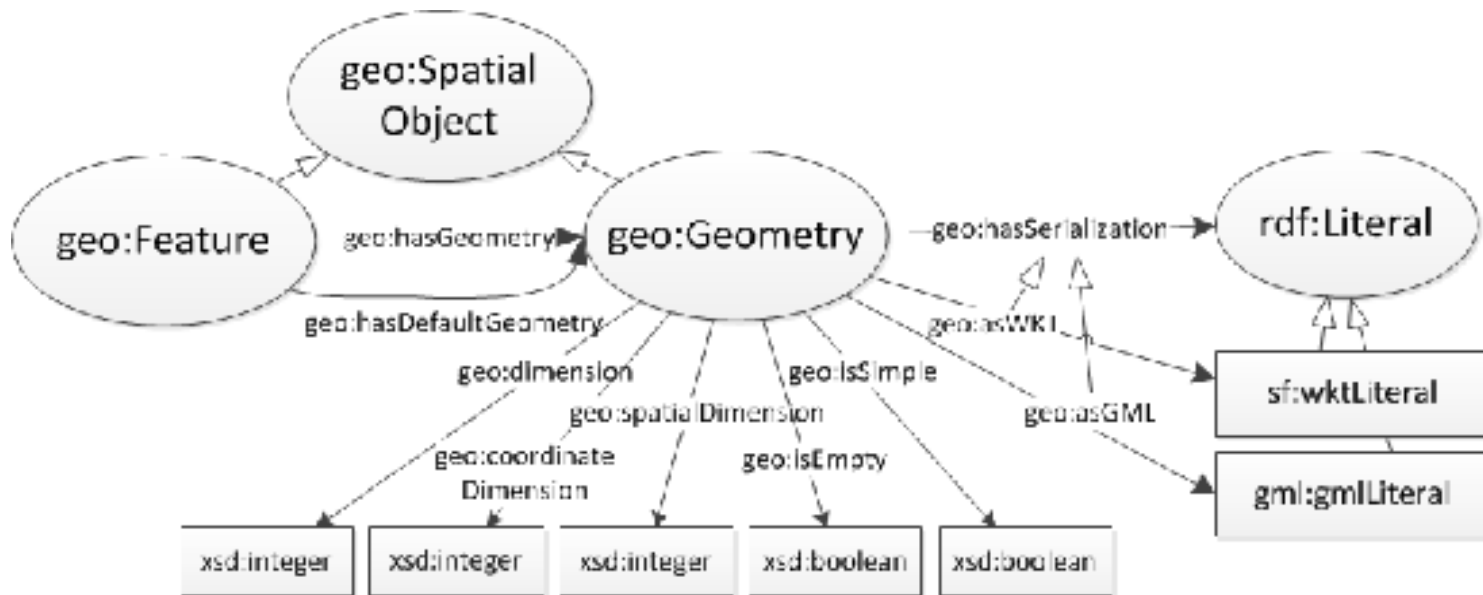 geo:Spatial
Object
geo:Feature
geo:hasGeometry
geo:Geometry
geo:hasSerialization
rdf:Literal
geo:hasDefaultGeometry
geo:asWKT
geo:dimension
geo:isSimple
sf:wktLiteral
geo:spatialDimension
geo:asGML
geo:coordinate
Dimension
geo:isEmpty
gml:gmlLiteral
xsd:integer
xsd:integer
xsd:integer
xsd:boolean
xsd:boolean